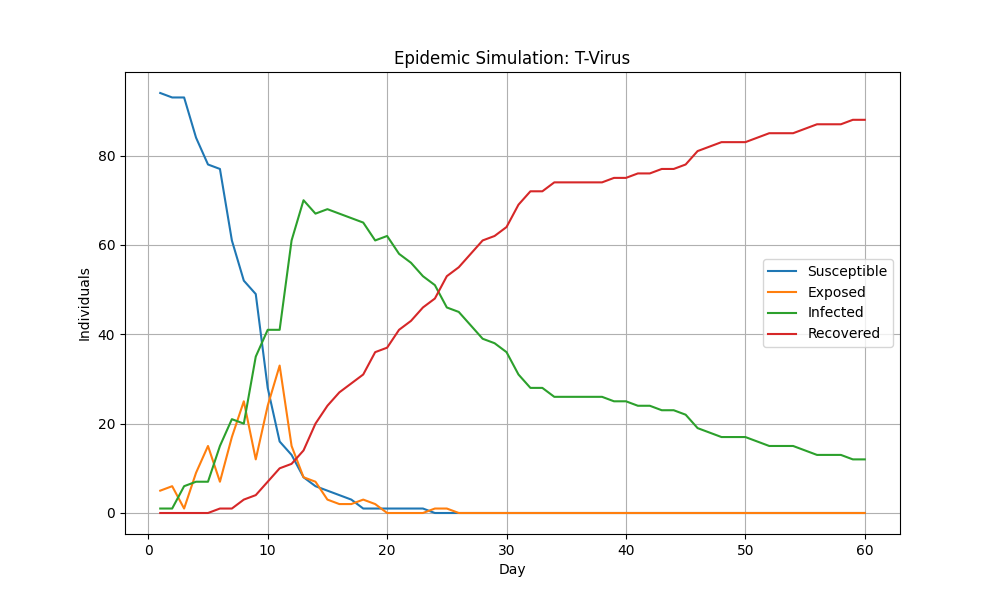 Epidemic Simulation: T-Virus
Individuals
80
60
40
20
0
Susceptible
Exposed
Infected
Recovered
0 10 20 30 40 50 60
Day